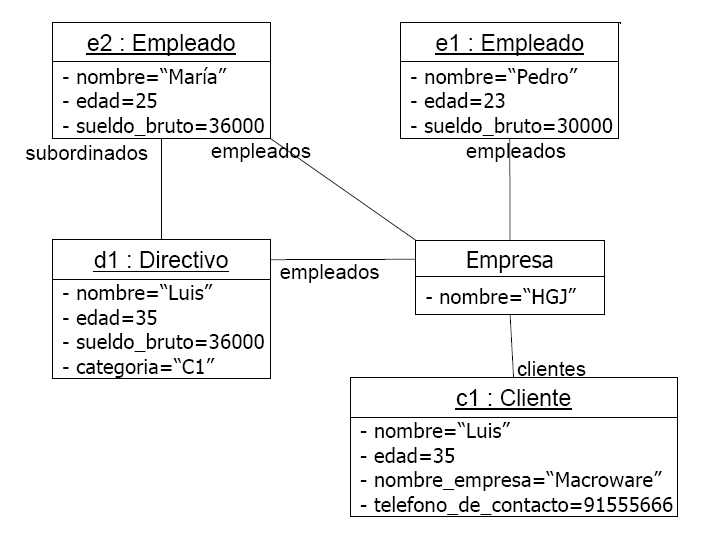 e2 : Empleado
- nombre=“María”
- edad=25
- sueldo_bruto=36000
e1 : Empleado
- nombre=“Pedro”
- edad=23
- sueldo_bruto=30000
subordinados
empleados
empleados
d1 : Directivo
- nombre=“Luis”
- edad=35
- sueldo_bruto=36000
- categoria=“C1”
empleados
Empresa
- nombre=“HGJ”
clientes
c1 : Cliente
- nombre=“Luis”
- edad=35
- nombre_empresa=“Macroware”
- telefono_de_contacto=91555666